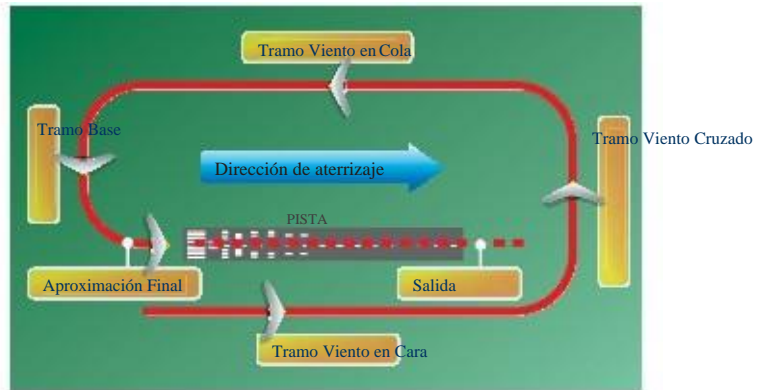 Tramo Viento en Cola
Tramo Base
Tramo Viento Cruzado
Dirección de aterrizaje
PISTA
Aproximación Final
Salida
Tramo Viento en Cara